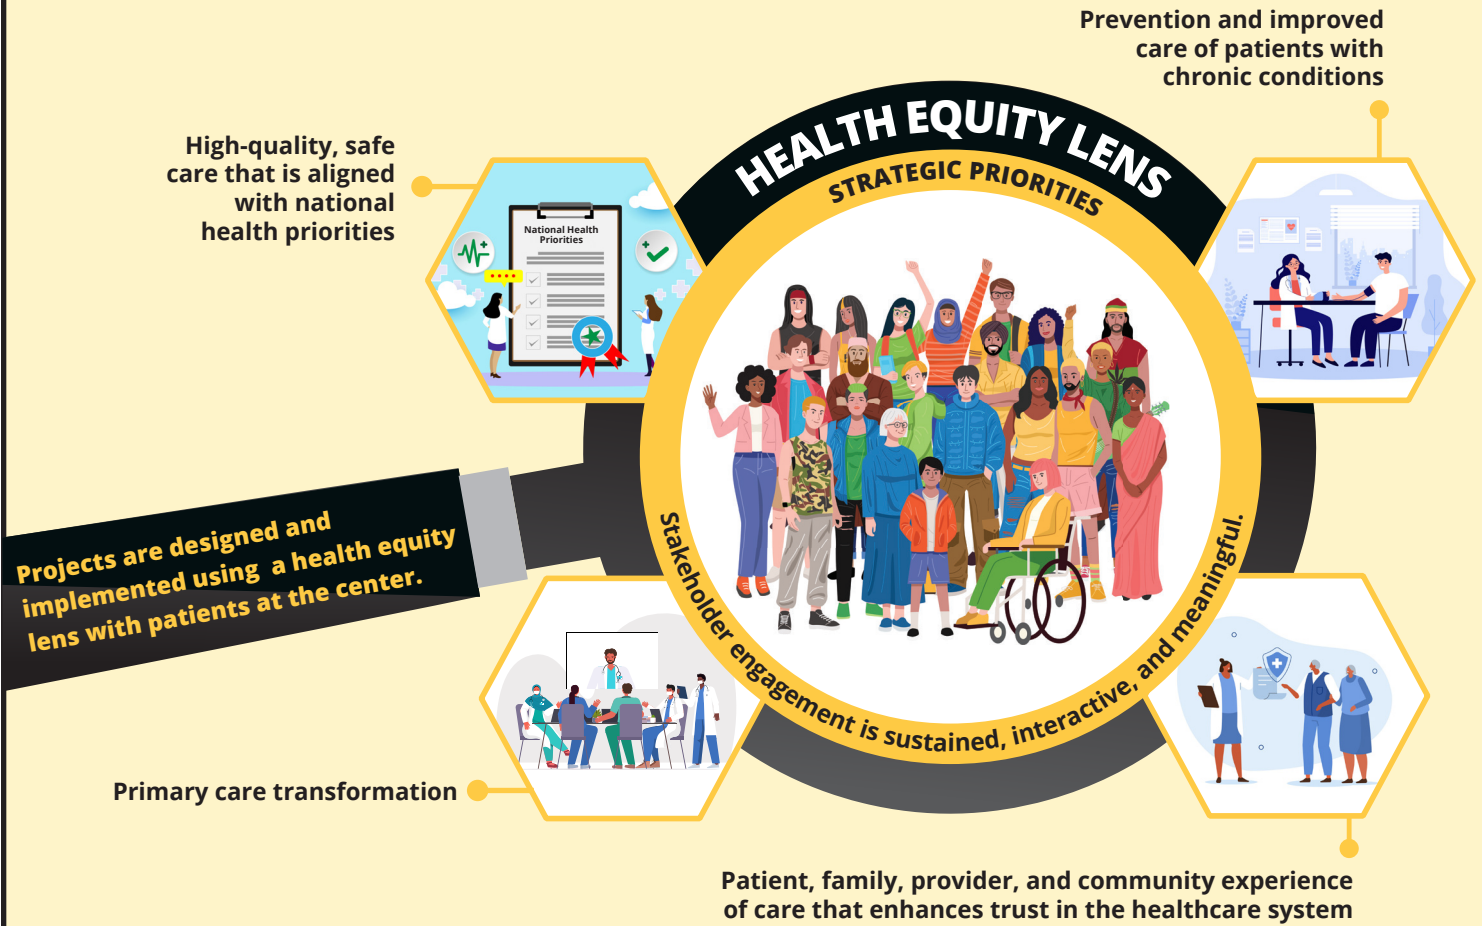 Prevention and improved
care of patients with
chronic conditions
High-quality, safe
care that is aligned
with national
health priorities
National Health
Priorities
HEALTH EQUITY LENS
STRATEGIC PRIORITIES
Projects are designed and
implemented using a health equity
lens with patients at the center.
Stakeholder engagement is sustained, interactive, and meaningful.
Primary care transformation
Patient, family, provider, and community experience
of care that enhances trust in the healthcare system